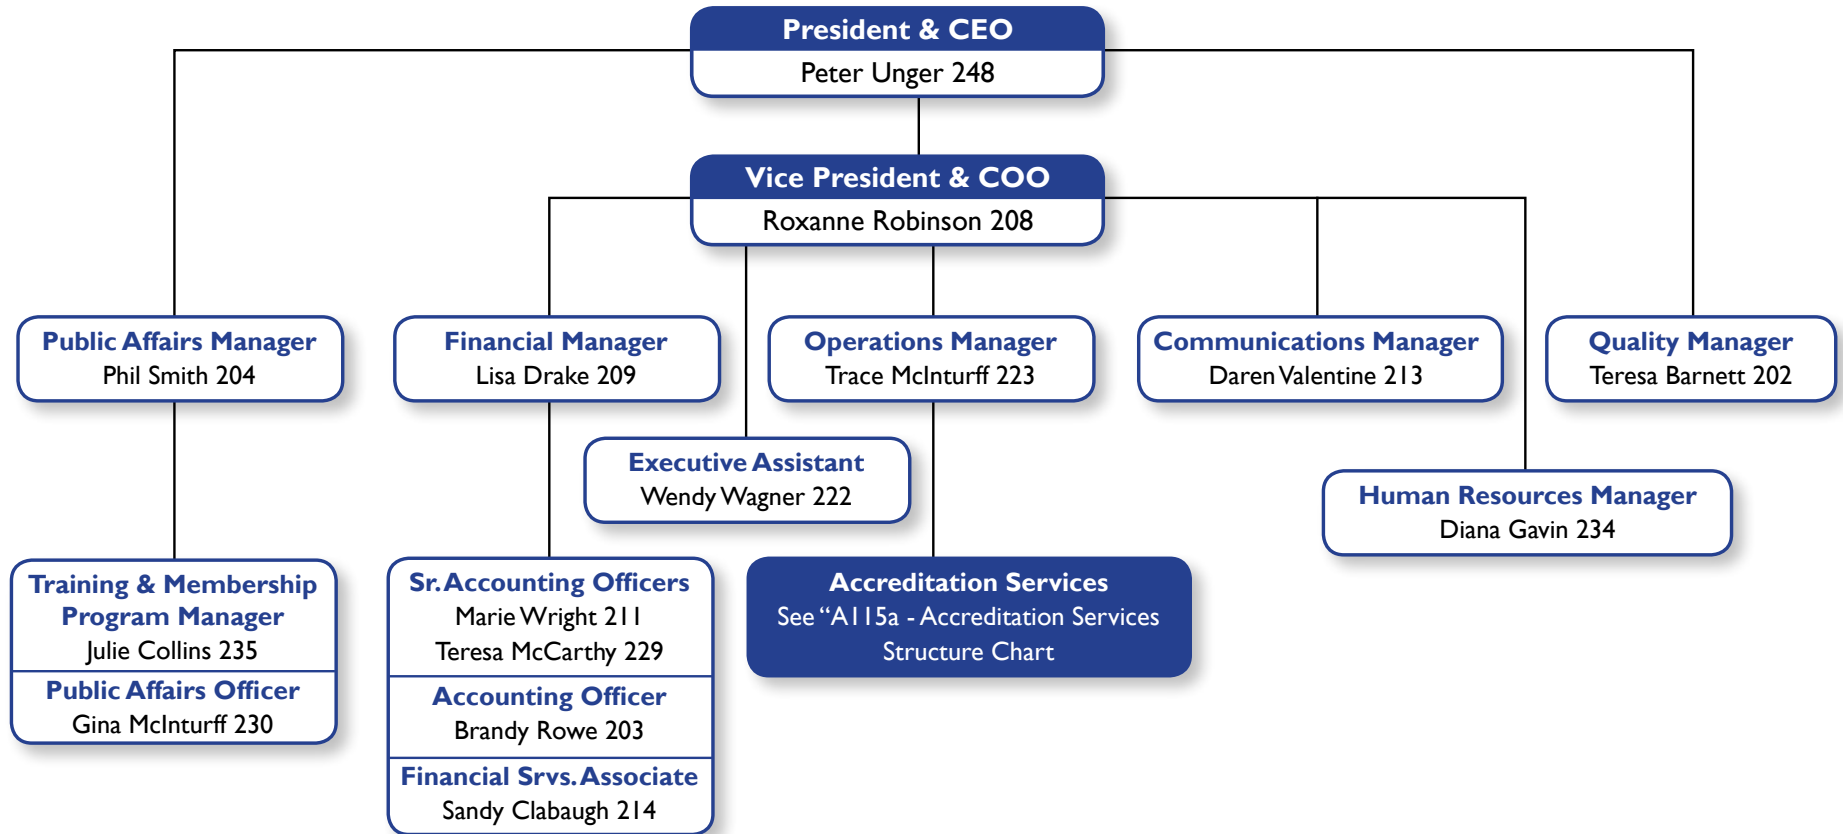 President & CEO
Peter Unger 248
Vice President & COO
Roxanne Robinson 208
Public Affairs Manager
Phil Smith 204
Financial Manager
Lisa Drake 209
Operations Manager
Trace McInturff 223
Communications Manager
Daren Valentine 213
Quality Manager
Teresa Barnett 202
Executive Assistant
Wendy Wagner 222
Human Resources Manager
Diana Gavin 234
Training & Membership
Program Manager
Julie Collins 235
Public Affairs Officer
Gina McInturff 230
Sr. Accounting Officers
Marie Wright 211
Teresa McCarthy 229
Accounting Officer
Brandy Rowe 203
Financial Srvs. Associate
Sandy Clabaugh 214
Accreditation Services
See “A115a - Accreditation Services
Structure Chart